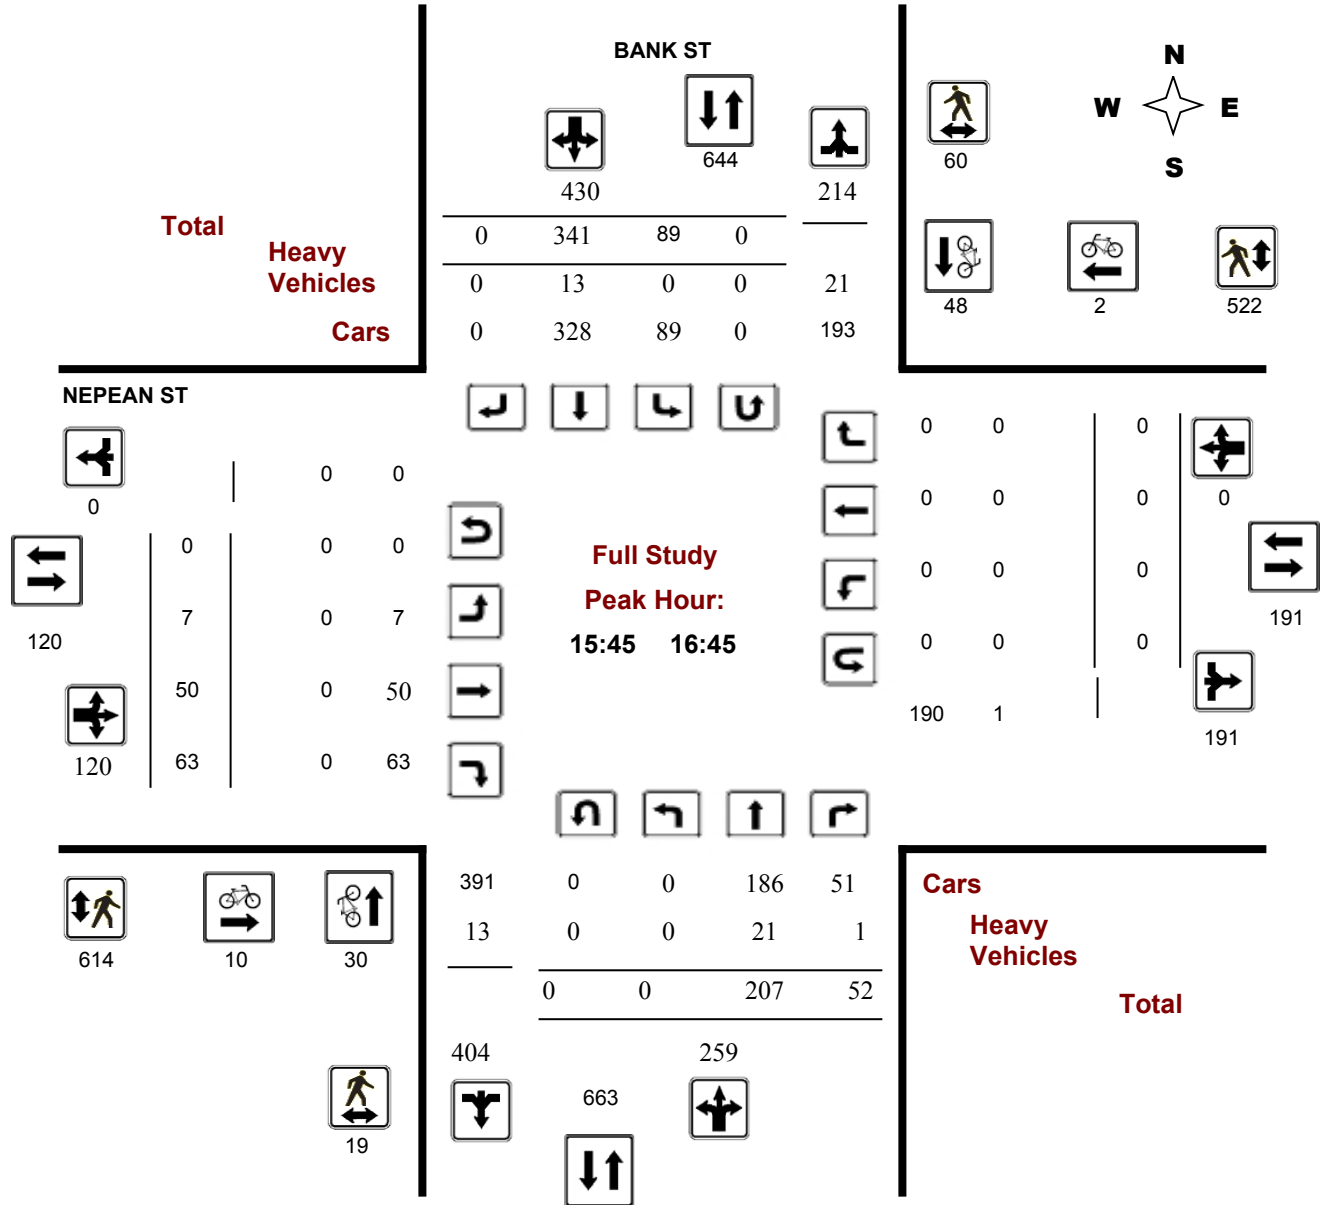 BANK ST
N
W E
S
644
60
430 214
Total 0 341 89 0
Heavy
Vehicles 0 13 0 0 21
48 2 522
Cars 0 328 89 0 193
NEPEAN ST
0 0 0
0 0 0
0
0 0 0 0
0 0 0
Full Study
0 0 0
7 0 7
Peak Hour:
191
120
15:45 16:45
0 0 0
50 0 50
190 1
191
120 63 0 63
391 0 0 186 51 Cars
13 0 0 21 1 Heavy
Vehicles
614 10 30
0 0 207 52 Total
404 259
663
19